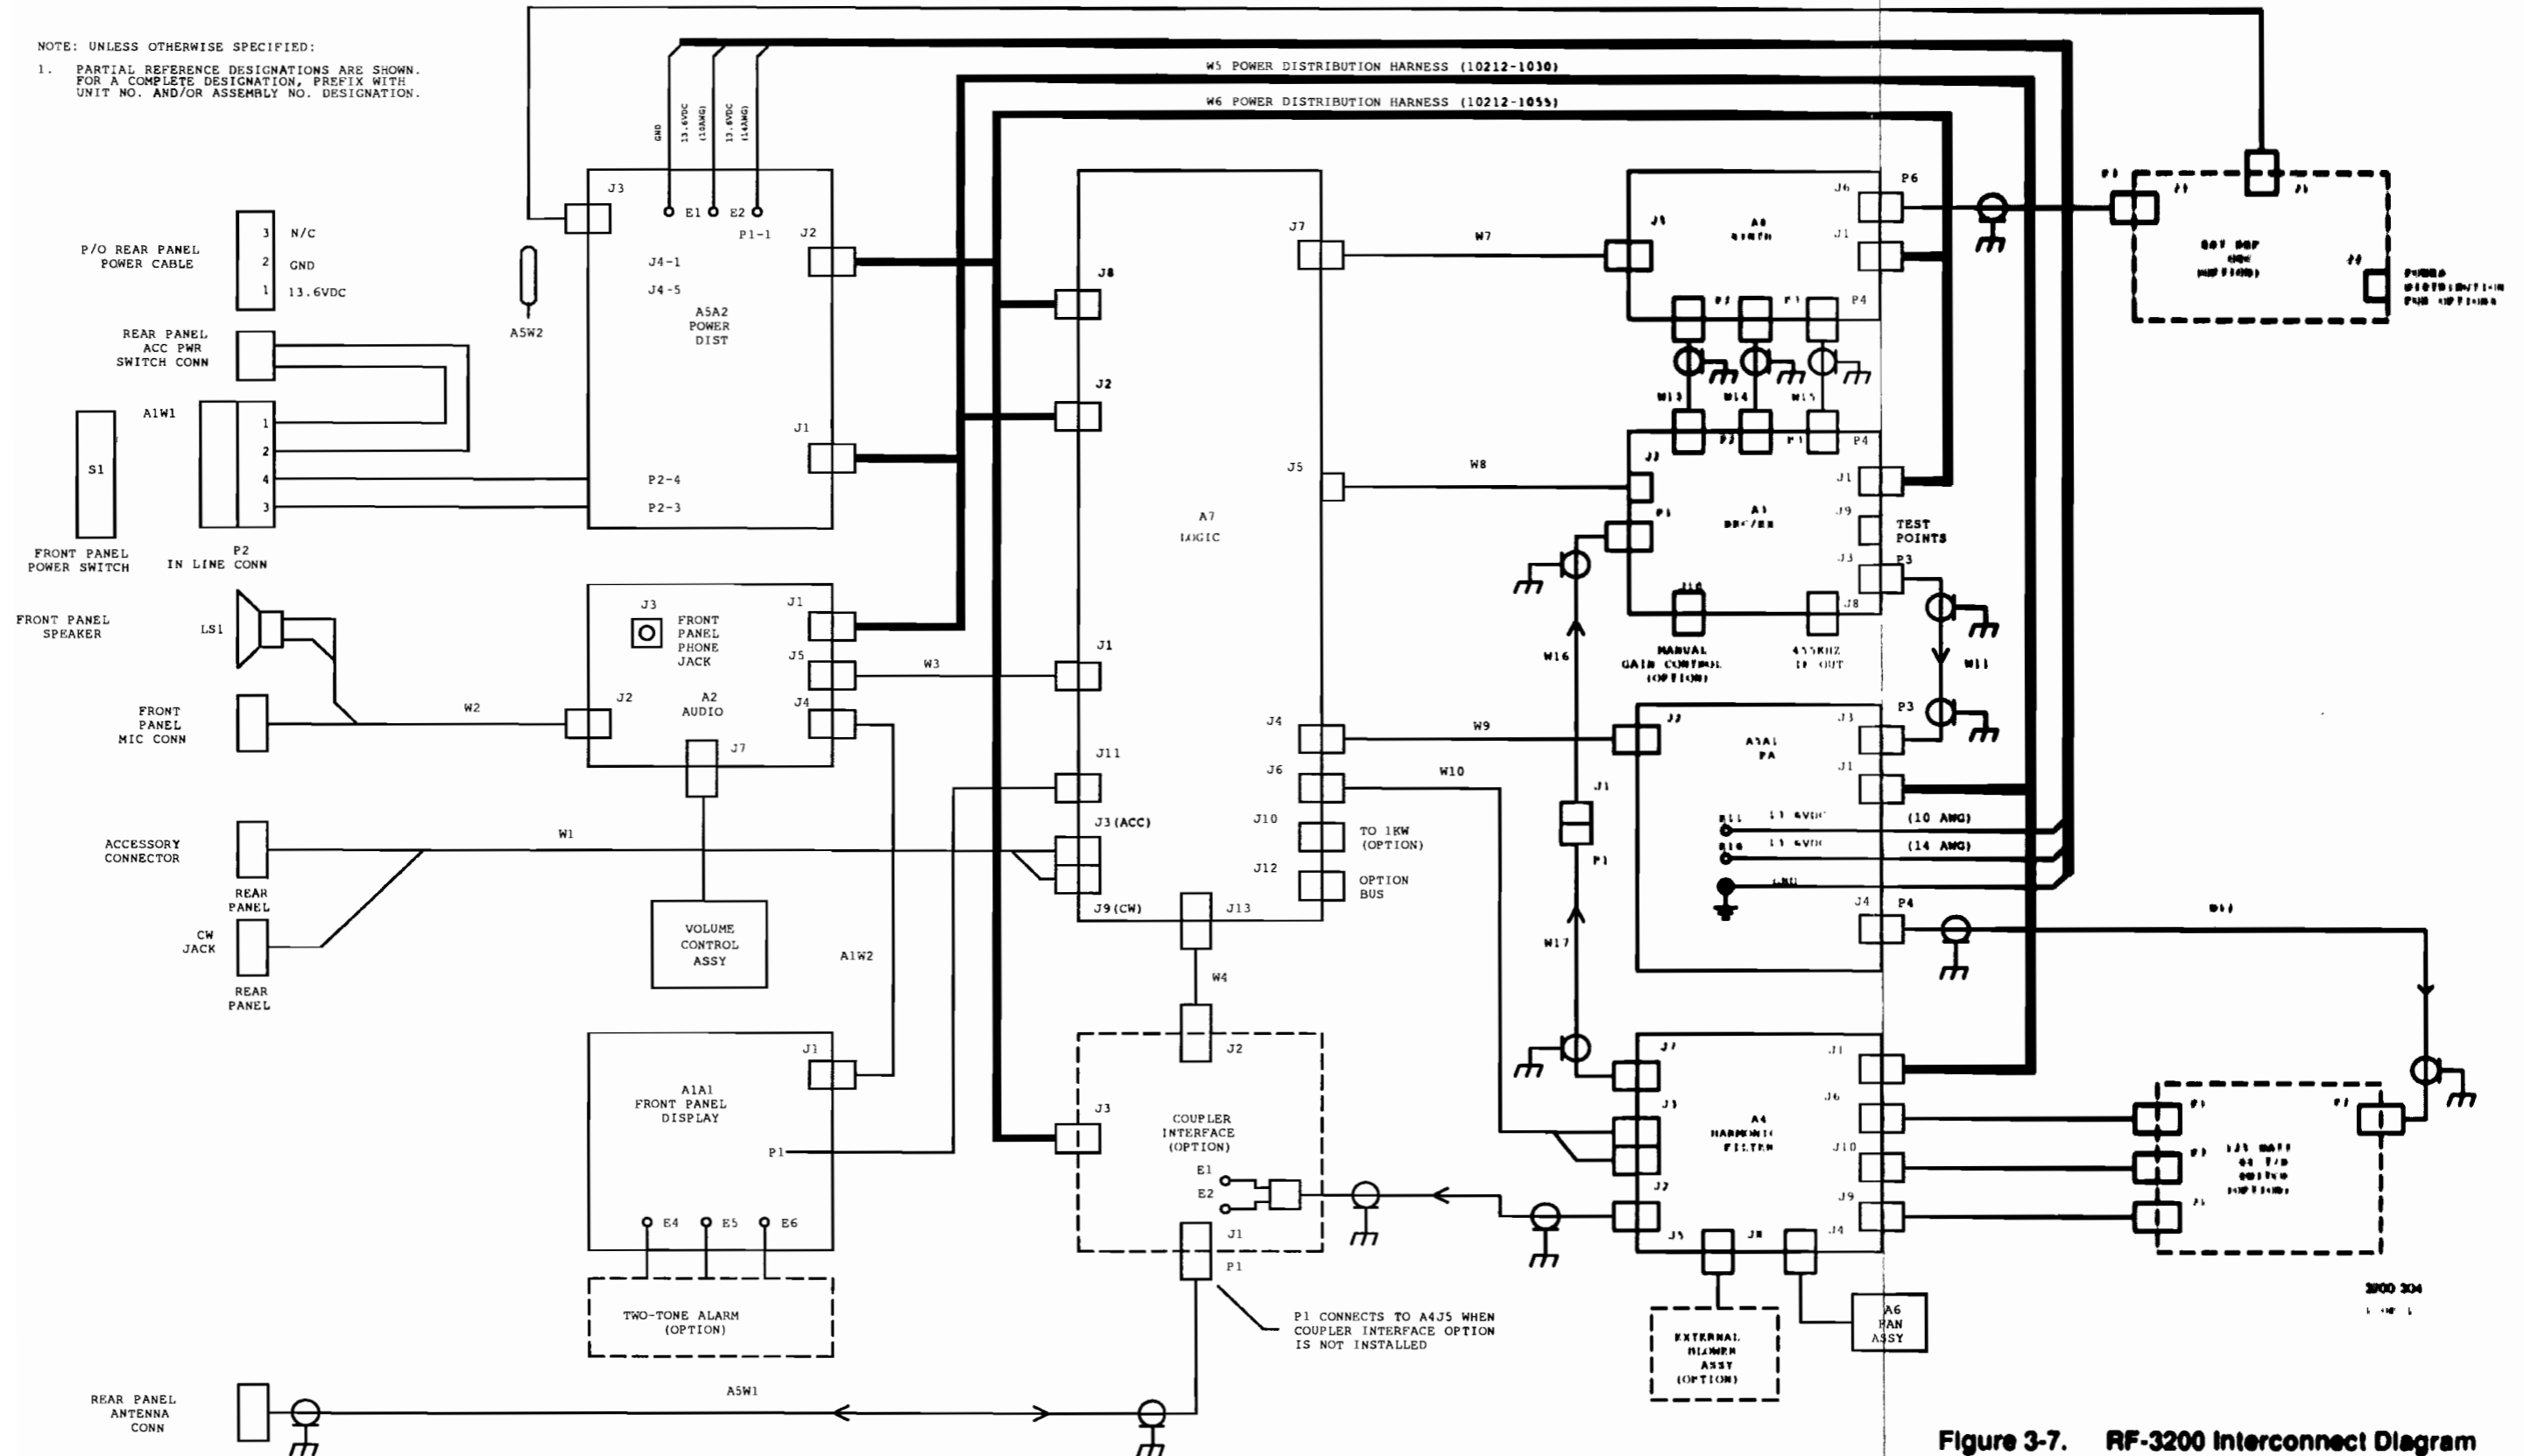 NOTE: UNLESS OTHERWISE SPECIFIED:
1. PARTIAL REFERENCE DESIGNATIONS ARE SHOWN.
FOR A COMPLETE DESIGNATION, PREFIX WITH
UNIT NO. AND/OR ASSEMBLY NO. DESIGNATION.
W5 POWER DISTRIBUTION HARNESS (10212-1030)
W6 POWER DISTRIBUTION HARNESS (10212-1055)
GND
13.6VDC
(10AWG)
13.6VDC
(14AWG)
P/O REAR PANEL
POWER CABLE
3 N/C
2 GND
1 13.6VDC
REAR PANEL
ACC PWR
SWITCH CONN
A1W1
S1
1
2
4
3
FRONT PANEL
POWER SWITCH
P2
IN LINE CONN
A5W2
J3
E1
E2
P1-1
J2
J4-1
J4-5
A5A2
POWER
DIST
J1
P2-4
P2-3
FRONT PANEL
SPEAKER
LS1
FRONT
PANEL
MIC CONN
W2
J3
FRONT
PANEL
PHONE
JACK
J1
J5
J2
A2
AUDIO
J4
J7
W3
ACCESSORY
CONNECTOR
REAR
PANEL
W1
CW
JACK
REAR
PANEL
VOLUME
CONTROL
ASSY
A1W2
J1
A1A1
FRONT PANEL
DISPLAY
P1
E4
E5
E6
TWO-TONE ALARM
(OPTION)
REAR PANEL
ANTENNA
CONN
A5W1
J8
J2
J7
J5
A7
LOGIC
J1
J4
J11
J6
J3(ACC)
J10
TO 1KW
(OPTION)
J12
OPTION
BUS
J9(CW)
J13
W4
J2
J3
COUPLER
INTERFACE
(OPTION)
E1
E2
J1
P1
P1 CONNECTS TO A4J5 WHEN
COUPLER INTERFACE OPTION
IS NOT INSTALLED
W7
W8
W9
W10
W16
W17
J1
P1
J6
P6
J1
P4
W13
W14
W15
P4
J1
J9
TEST
POINTS
J3
P3
J8
MANUAL
GAIN CONTROL
(OPTION)
W11
J3
P3
PA
J1
(10 AWG)
(14 AWG)
J4
P4
J1
J6
A4
HARMONIC
FILTER
J10
J9
J4
EXTERNAL
BLOWER
ASSY
(OPTION)
A6
FAN
ASSY
Figure 3-7. RF-3200 Interconnect Diagram